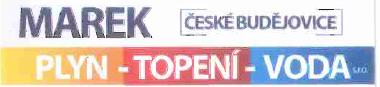 MAREK ČESKÉ BUDĚJOVICE
PLYN - TOPENÍ - VODA s.r.o.